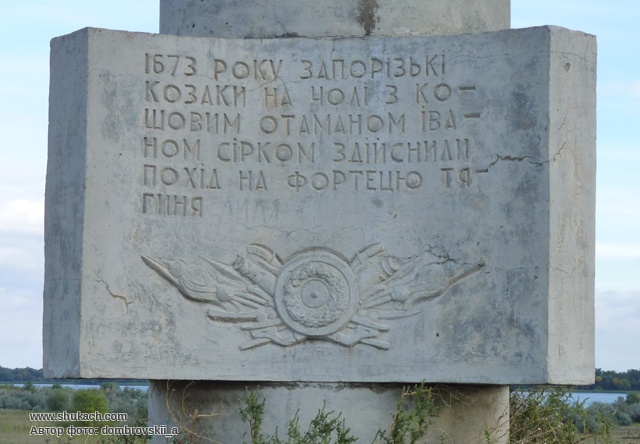 1673 РОКУ ЗАПОРІЗЬКІ
КОЗАКИ НА ЧОЛІ З КО-
ШОВИМ ОТАМАНОМ ІВА-
НОМ СІРКОМ ЗДІЙСНИЛИ
ПОХІД НА ФОРТЕЦЮ ТЯ-
ГИНЯ
www.shukach.com
Автор фото: dombrovskii_a